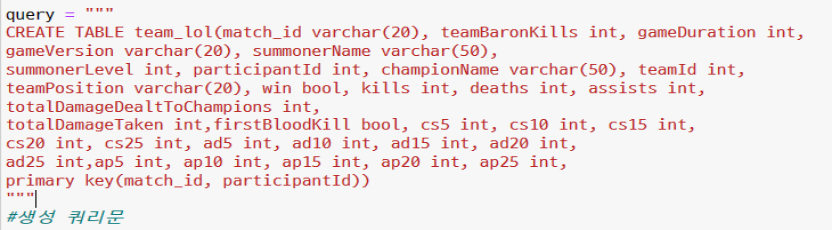 query = """
CREATE TABLE team_lol(match_id varchar(20), teamBaronKills int, gameDuration int,
gameVersion varchar(20), summonerName varchar(50),
summonerLevel int, participantId int, championName varchar(50), teamId int,
teamPosition varchar(20), win bool, kills int, deaths int, assists int,
totalDamageDealtToChampions int,
totalDamageTaken int,firstBloodKill bool, cs5 int, cs10 int, cs15 int,
cs20 int, cs25 int, ad5 int, ad10 int, ad15 int, ad20 int,
ad25 int,ap5 int, ap10 int, ap15 int, ap20 int, ap25 int,
primary key(match_id, participantId))
"""
#생성 쿼리문